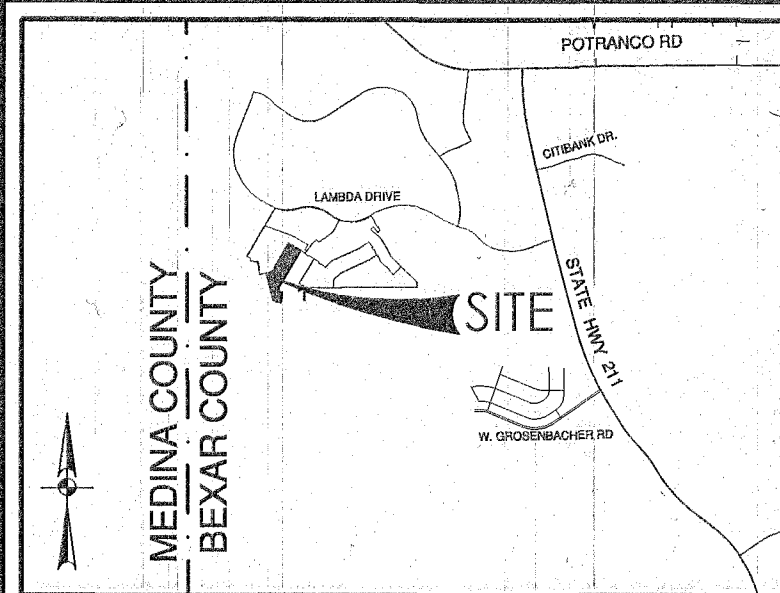 POTRANCO RD
CITIBANK DR.
LAMBDA DRIVE
STATE HWY 211
SITE
MEDINA COUNTY
BEXAR COUNTY
W. GROSENBACHER RD